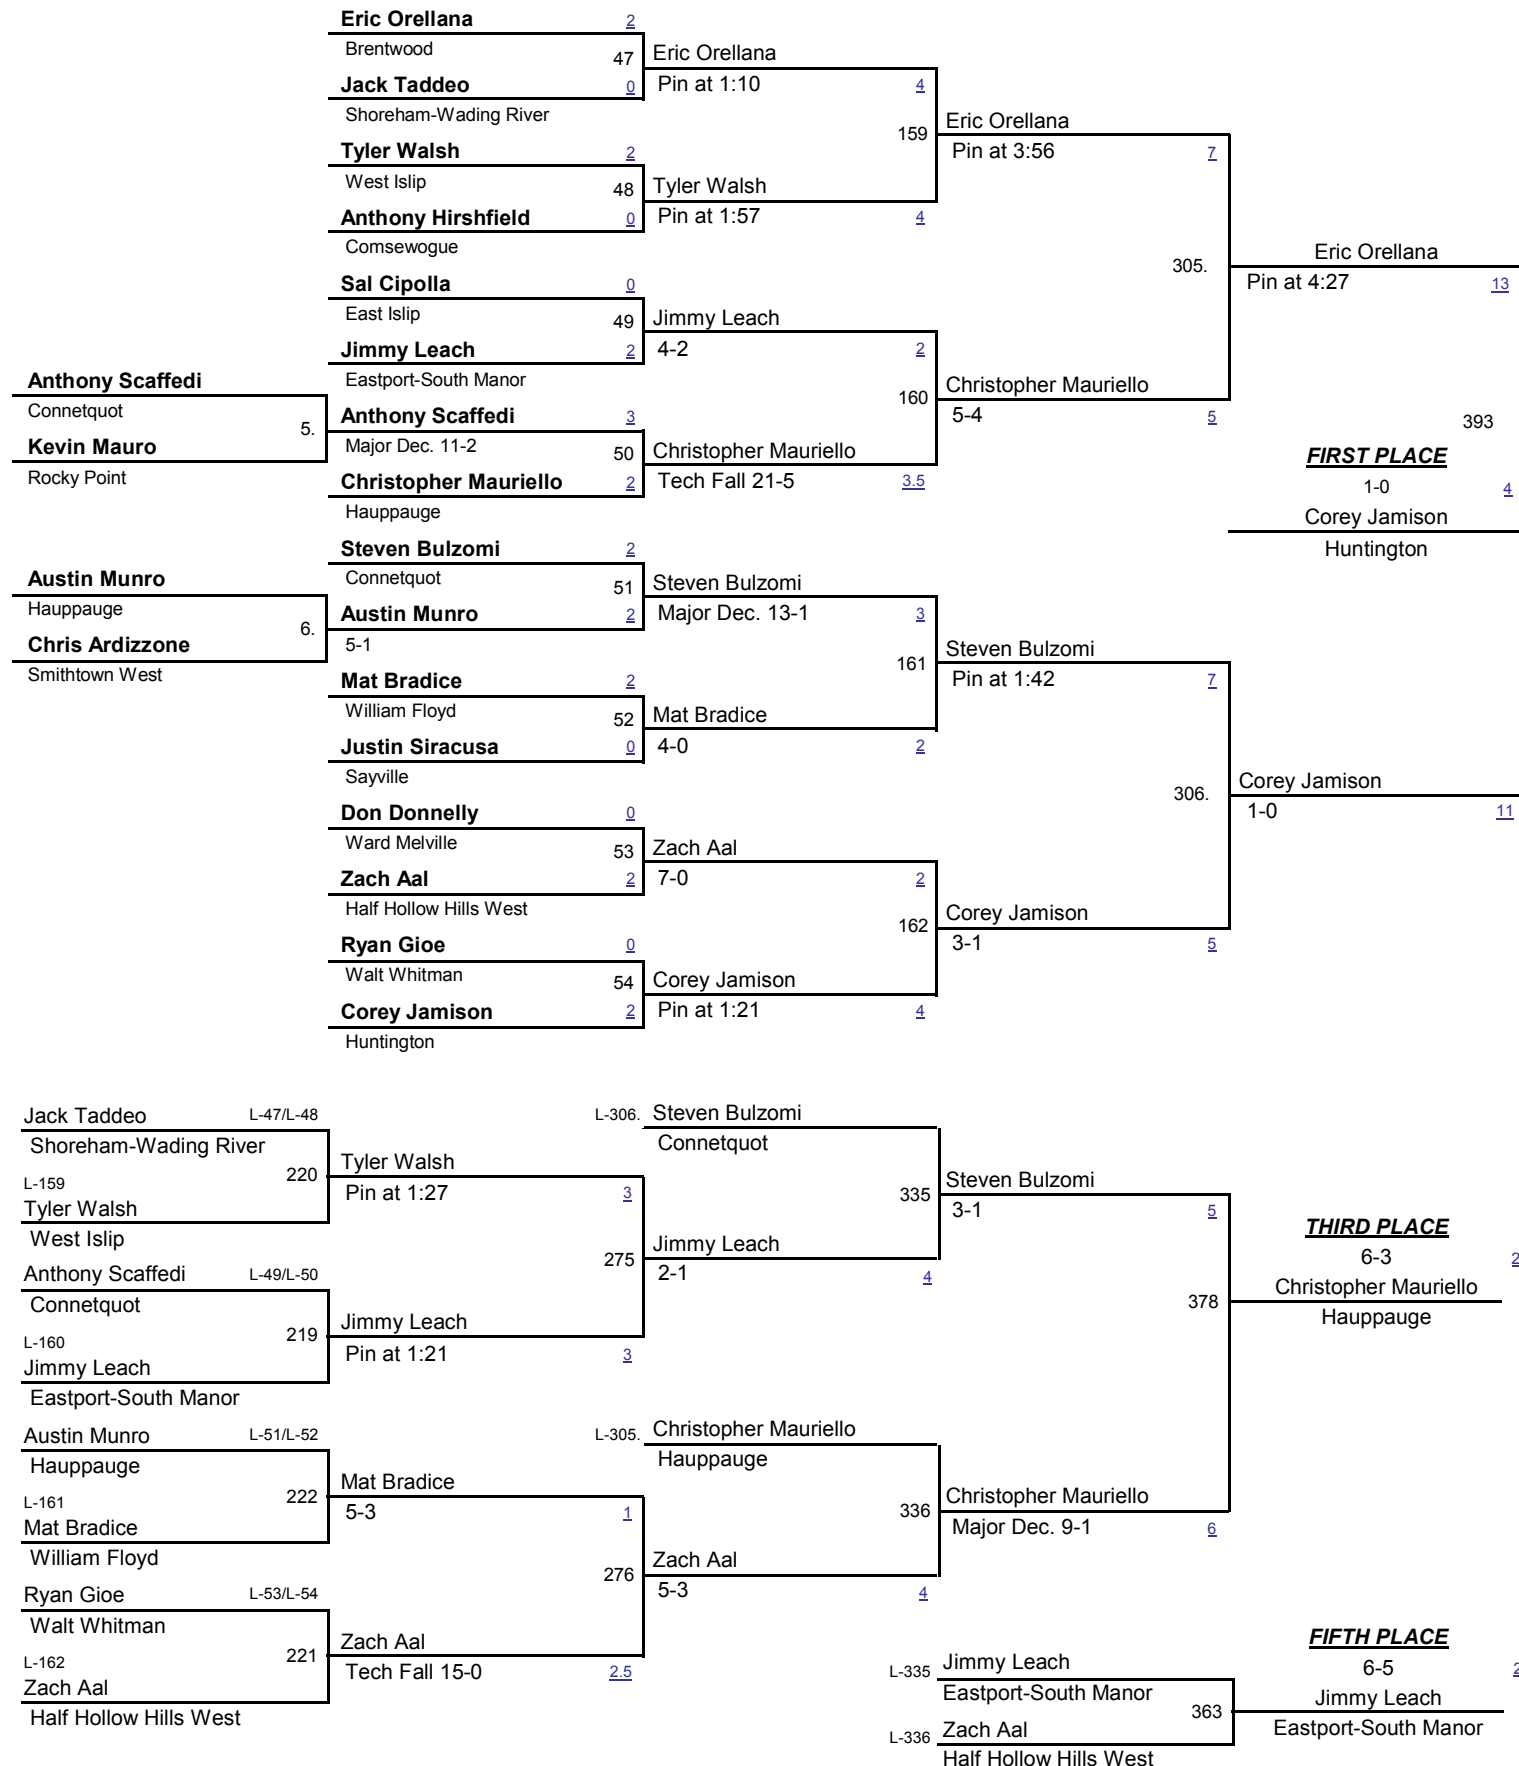 Eric Orellana 2
Brentwood
47 Eric Orellana
Jack Taddeo 0 Pin at 1:10 4
Shoreham-Wading River
159 Eric Orellana
Pin at 3:56 7
Tyler Walsh 2
West Islip
48 Tyler Walsh
Anthony Hirshfield 0 Pin at 1:57 4
Comsewogue
305. Eric Orellana
Pin at 4:27 13
Sal Cipolla 0
East Islip
49 Jimmy Leach
Jimmy Leach 2 4-2 2
Eastport-South Manor
Anthony Scaffedi
Connetquot
5.
Kevin Mauro
Rocky Point
160 Christopher Mauriello
5-4 5
Anthony Scaffedi 3
Major Dec. 11-2
50 Christopher Mauriello
Christopher Mauriello 2 Tech Fall 21-5 3.5
Hauppauge
393
FIRST PLACE
1-0 4
Corey Jamison
Huntington
Steven Bulzomi 2
Connetquot
51 Steven Bulzomi
Austin Munro
Hauppauge
6.
Chris Ardizzone
Smithtown West
Austin Munro 2 Major Dec. 13-1 3
5-1
161 Steven Bulzomi
Pin at 1:42 7
Mat Bradice 2
William Floyd
52 Mat Bradice
Justin Siracusa 0 4-0 2
Sayville
306. Corey Jamison
1-0 11
Don Donnelly 0
Ward Melville
53 Zach Aal
Zach Aal 2 7-0 2
Half Hollow Hills West
162 Corey Jamison
3-1 5
Ryan Gioe 0
Walt Whitman
54 Corey Jamison
Corey Jamison 2 Pin at 1:21 4
Huntington
Jack Taddeo L-47/L-48
Shoreham-Wading River
220 Tyler Walsh
L-159 Pin at 1:27 3
Tyler Walsh
West Islip
L-306. Steven Bulzomi
Connetquot
335 Steven Bulzomi
3-1 5
275 Jimmy Leach
2-1 4
Anthony Scaffedi L-49/L-50
Connetquot
219 Jimmy Leach
L-160 Pin at 1:21 3
Jimmy Leach
Eastport-South Manor
THIRD PLACE
6-3 2
378 Christopher Mauriello
Hauppauge
Austin Munro L-51/L-52
Hauppauge
222 Mat Bradice
L-161 5-3 1
Mat Bradice
William Floyd
L-305. Christopher Mauriello
Hauppauge
336 Christopher Mauriello
Major Dec. 9-1 6
276 Zach Aal
5-3 4
Ryan Gioe L-53/L-54
Walt Whitman
221 Zach Aal
L-162 Tech Fall 15-0 2.5
Zach Aal
Half Hollow Hills West
FIFTH PLACE
6-5 2
L-335 Jimmy Leach
Eastport-South Manor
363 Jimmy Leach
Eastport-South Manor
L-336 Zach Aal
Half Hollow Hills West